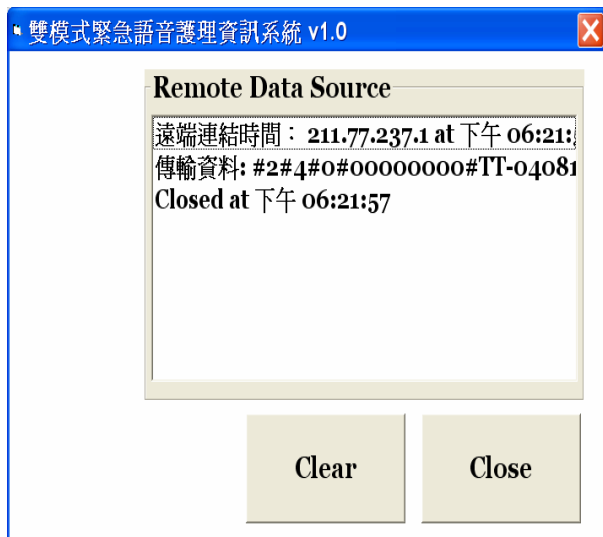 雙模式緊急語音護理資訊系統 v1.0
Remote Data Source
遠端連結時間： 211.77.237.1 at 下午 06:21:
傳輸資料: #2#4#0#00000000#TT-04081
Closed at 下午 06:21:57
Clear
Close